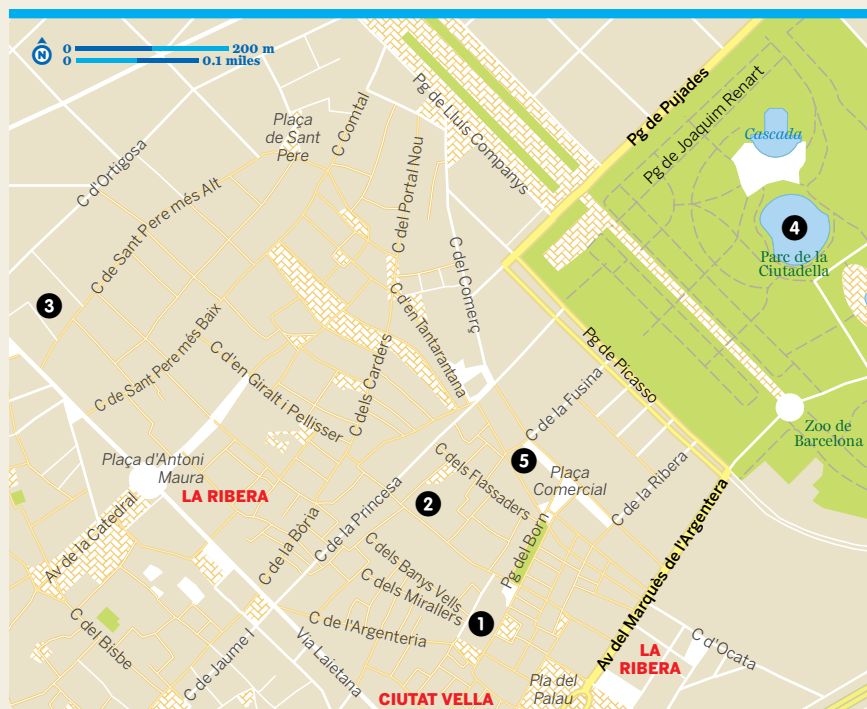 N
0 200 m
0 0.1 miles
Pg de Pujades
Pg de Joaquim Renart
Pg de Lluís Companys
Cascada
Plaça
de Sant
Pere
C Comtal
C d'Ortigosa
C del Portal Nou
C de Sant Pere més Alt
4
Parc de la
Ciutadella
C del Comerç
3
C d'en Tantarantana
C de Sant Pere més Baix
C d'en Giralt i Pellisser
C dels Carders
Pg de Picasso
C de la Fusina
Zoo de
Barcelona
Plaça d'Antoni
Maura
5
C dels Flassaders
Plaça
Comercial
C de la Ribera
LA RIBERA
2
Av de la Catedral
C de la Princesa
C de la Bòria
Pg del Born
C dels Banys Vells
C dels Mirallers
Av del Marquès de l'Argentera
1
C de l'Argenteria
C del Bisbe
C de Jaume I
Via Laietana
LA
RIBERA
C d'Ocata
Pla del
Palau
CIUTAT VELLA